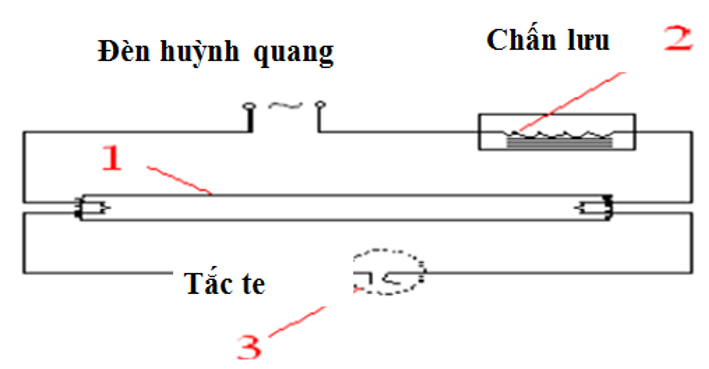 Đèn huỳnh quang
Chấn lưu
2
1
Tắc te
3